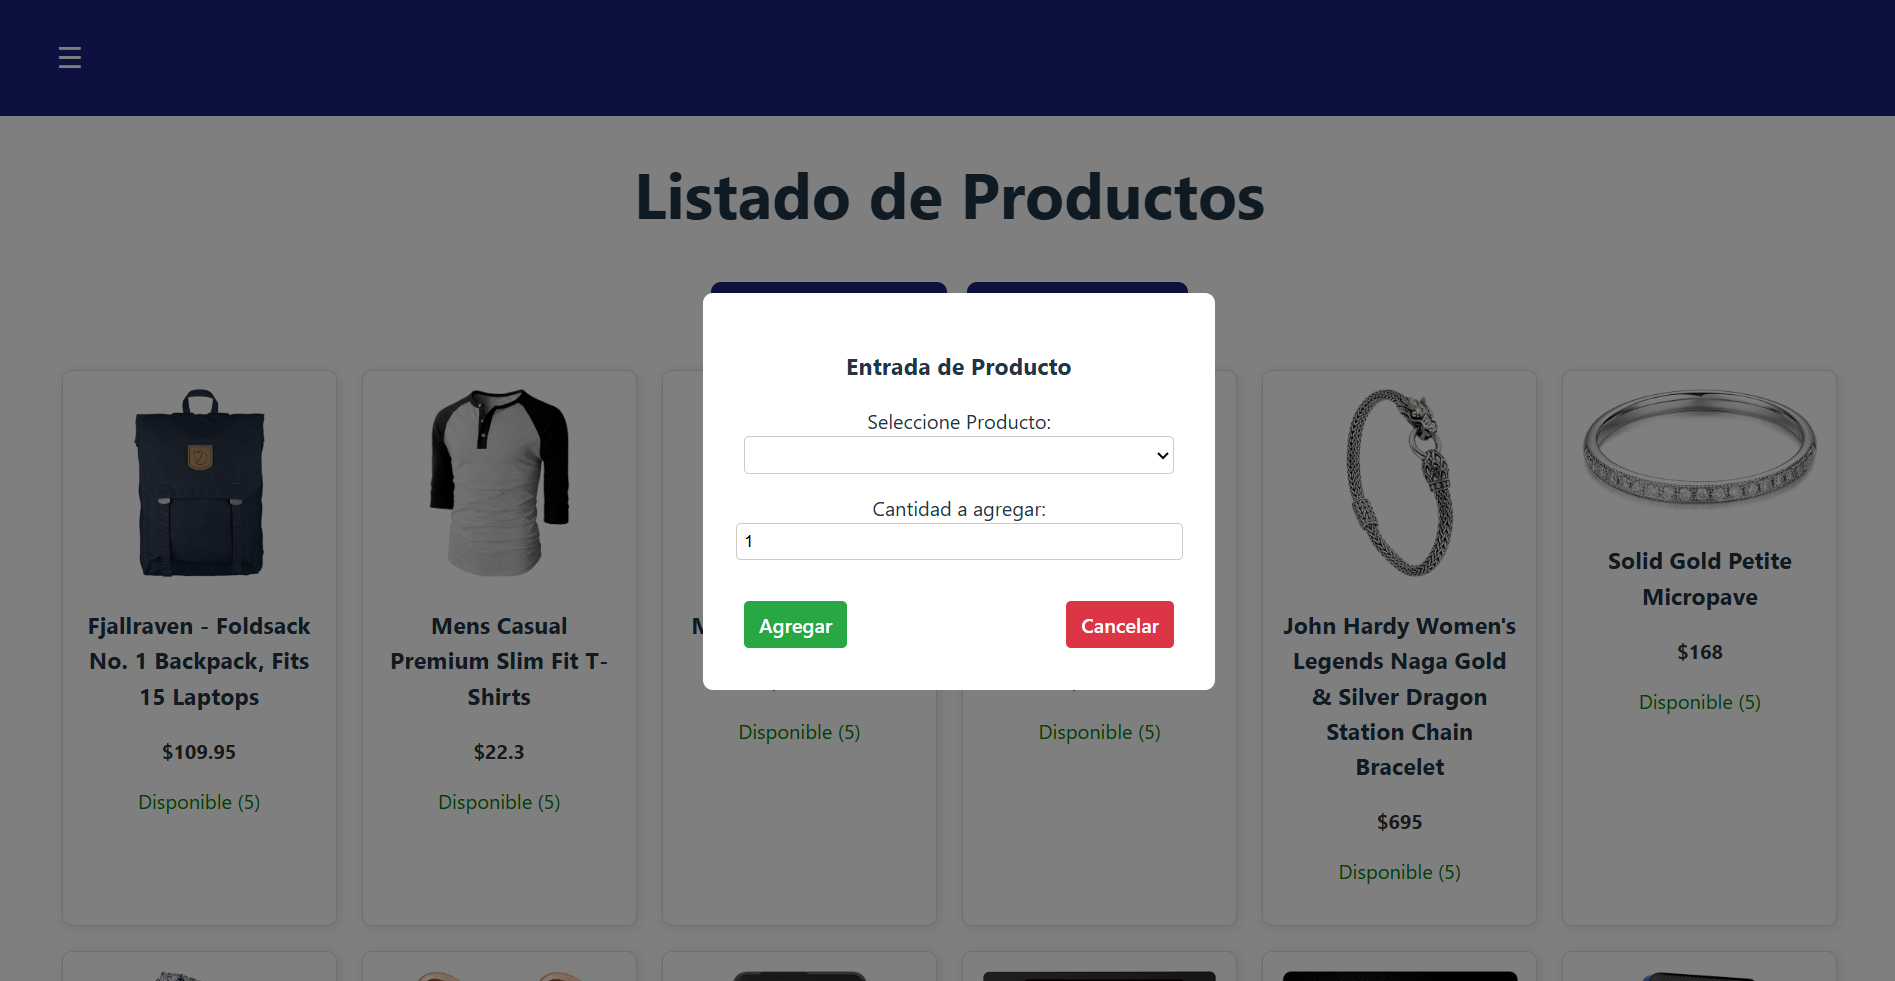 ☰
Listado de Productos
Entrada de Producto
Seleccione Producto:
Cantidad a agregar:
1
Agregar
Cancelar
Fjallraven - Foldsack
No. 1 Backpack, Fits
15 Laptops
$109.95
Disponible (5)
Mens Casual
Premium Slim Fit T-
Shirts
$22.3
Disponible (5)
Disponible (5)
Disponible (5)
John Hardy Women's
Legends Naga Gold
& Silver Dragon
Station Chain
Bracelet
$695
Disponible (5)
Solid Gold Petite
Micropave
$168
Disponible (5)